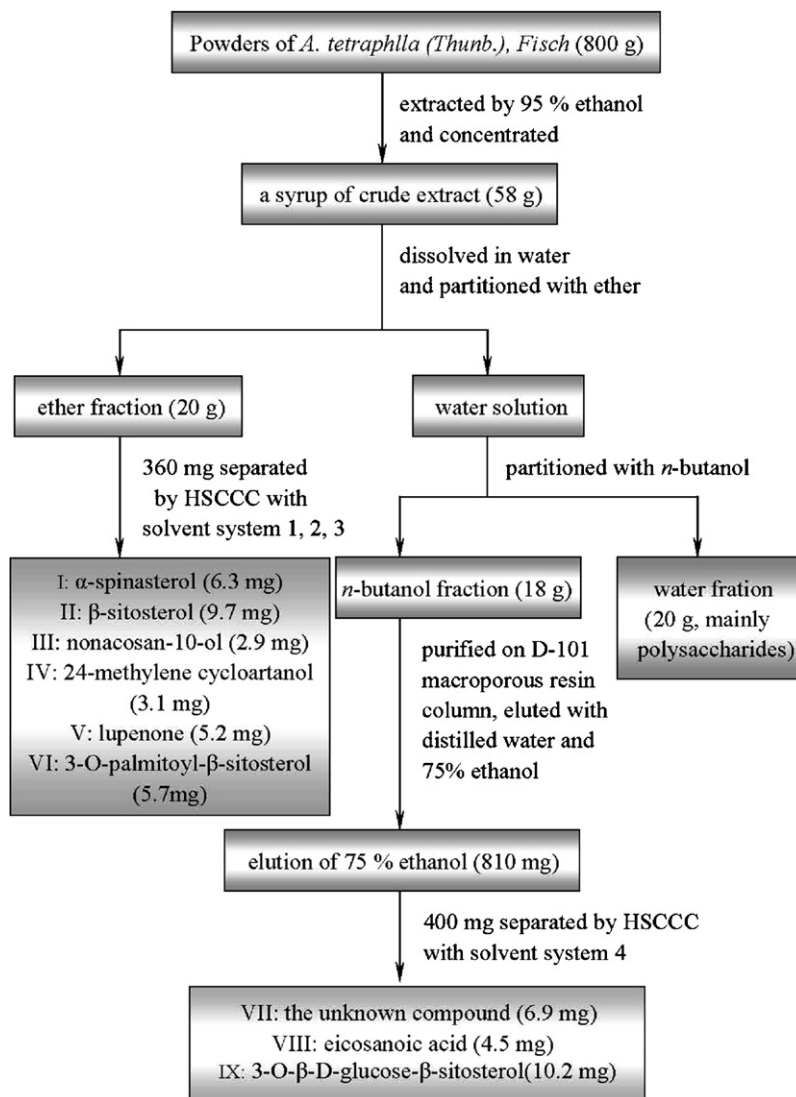 Powders of A. tetraphlla (Thunb.), Fisch (800 g)
extracted by 95 % ethanol
and concentrated
a syrup of crude extract (58 g)
dissolved in water
and partitioned with ether
ether fraction (20 g)
water solution
360 mg separated
by HSCCC with
solvent system 1, 2, 3
partitioned with n-butanol
I: α-spinasterol (6.3 mg)
II: β-sitosterol (9.7 mg)
III: nonacosan-10-ol (2.9 mg)
IV: 24-methylene cycloartanol
(3.1 mg)
V: lupenone (5.2 mg)
VI: 3-O-palmitoyl-β-sitosterol
(5.7mg)
n-butanol fraction (18 g)
water fration
(20 g, mainly
polysaccharides)
purified on D-101
macroporous resin
column, eluted with
distilled water and
75% ethanol
elution of 75 % ethanol (810 mg)
400 mg separated by HSCCC
with solvent system 4
VII: the unknown compound (6.9 mg)
VIII: eicosanoic acid (4.5 mg)
IX: 3-O-β-D-glucose-β-sitosterol(10.2 mg)